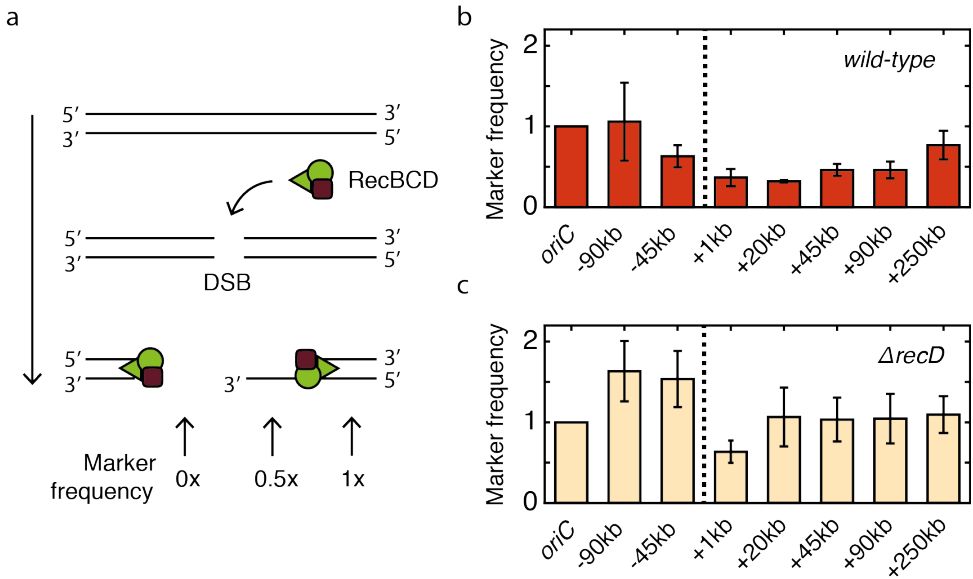 a
5′ 3′
3′ 5′
RecBCD
5′ 3′
3′ 5′
DSB
5′ 3′
3′ 3′ 5′
Marker
frequency 0x 0.5x 1x
b
Marker frequency
2
1
0
wild-type
oriC -90kb -45kb +1kb +20kb +45kb +90kb +250kb
c
Marker frequency
2
1
0
ΔrecD
oriC -90kb -45kb +1kb +20kb +45kb +90kb +250kb